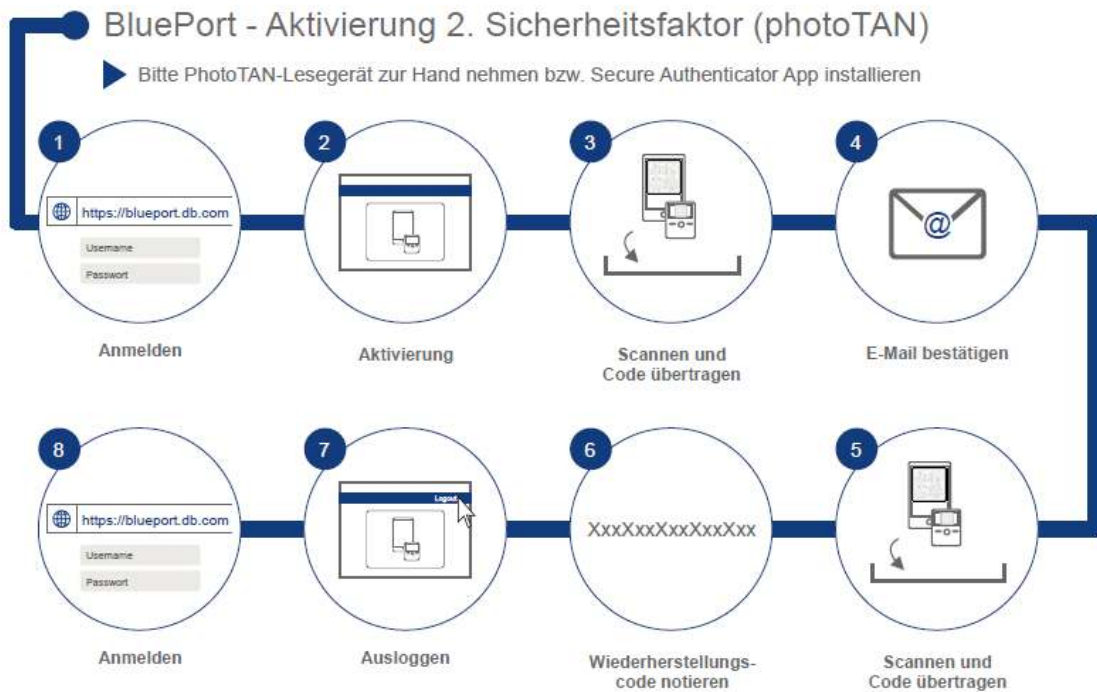 BluePort - Aktivierung 2. Sicherheitsfaktor (photoTAN)
Bitte PhotoTAN-Lesegerät zur Hand nehmen bzw. Secure Authenticator App installieren
1
https://blueport.db.com
Username
Passwort
Anmelden
2
Aktivierung
3
Scannen und
Code übertragen
4
@
E-Mail bestätigen
8
https://blueport.db.com
Username
Passwort
Anmelden
7
Logout
Ausloggen
6
XxxXxxXxxXxxXxx
Wiederherstellungs-
code notieren
5
Scannen und
Code übertragen